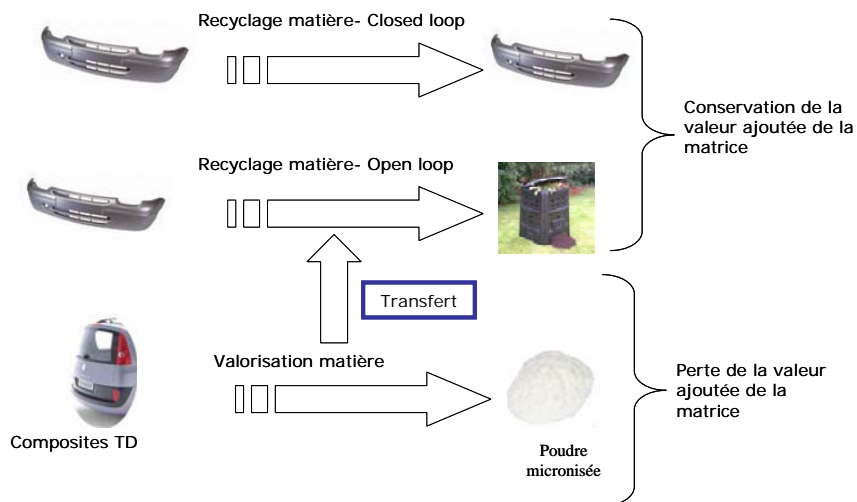 Recyclage matière- Closed loop
Conservation de la
valeur ajoutée de la
matrice
Recyclage matière- Open loop
Transfert
Valorisation matière
Perte de la valeur
ajoutée de la
matrice
Composites TD
Poudre
micronisée